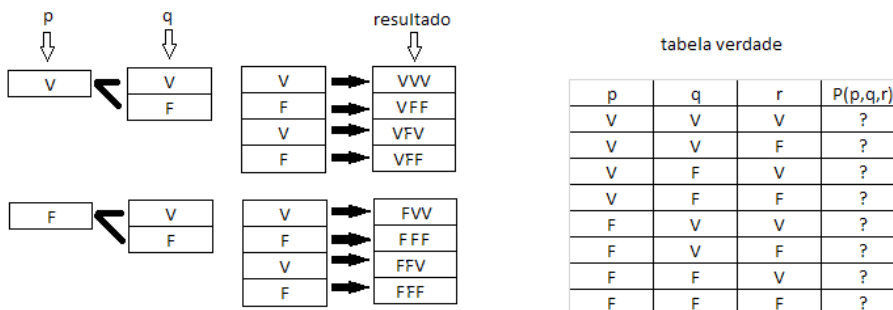 p q resultado
V V V VVV
F F VFF
V VFV
F VFF
F V V FVV
F F FFF
V FFV
F FFF
tabela verdade
p q r P(p,q,r)
V V V ?
V V F ?
V F V ?
V F F ?
F V V ?
F V F ?
F F V ?
F F F ?